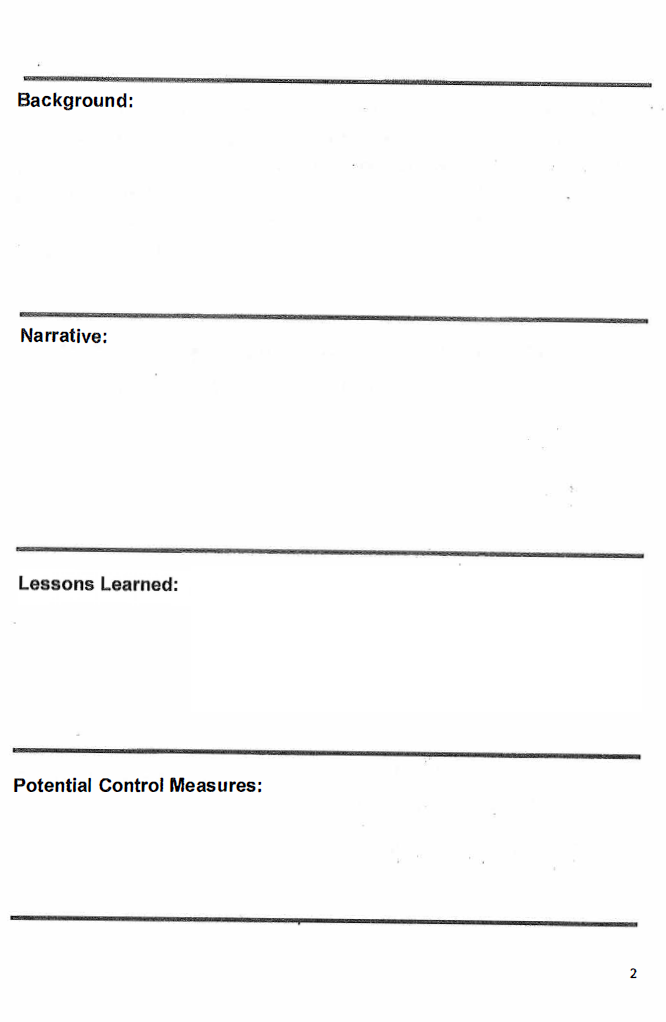 Background:
Narrative:
Lessons Learned:
Potential Control Measures:
2